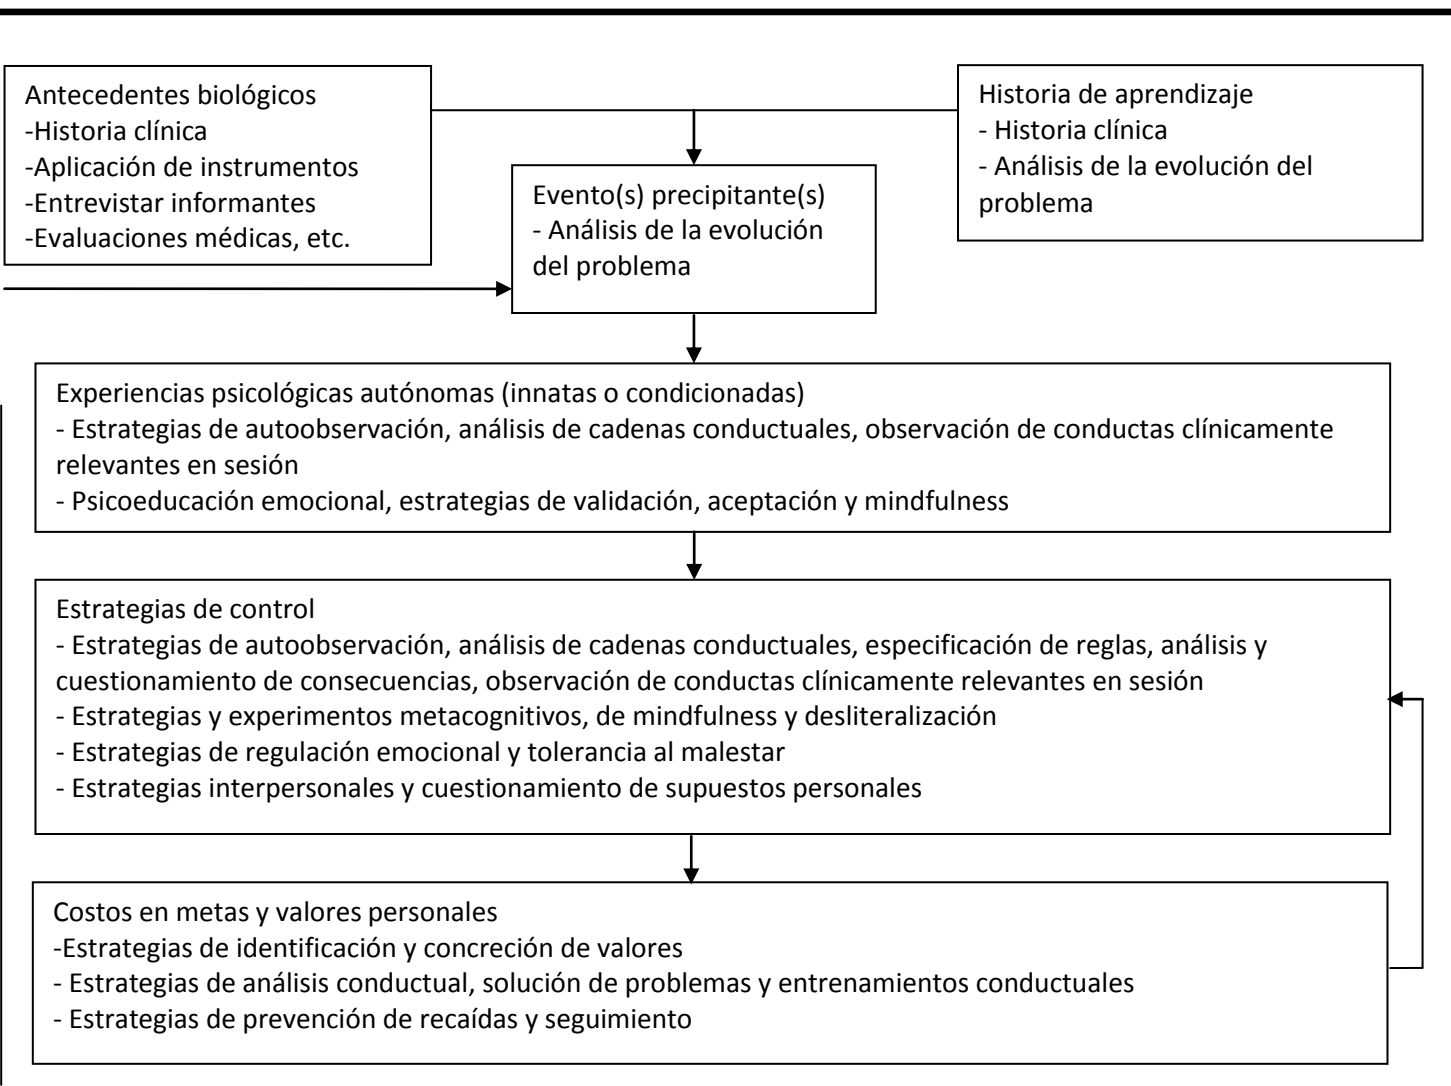 Antecedentes biológicos
-Historia clínica
-Aplicación de instrumentos
-Entrevistar informantes
-Evaluaciones médicas, etc.
Historia de aprendizaje
- Historia clínica
- Análisis de la evolución del
problema
Evento(s) precipitante(s)
- Análisis de la evolución
del problema
Experiencias psicológicas autónomas (innatas o condicionadas)
- Estrategias de autoobservación, análisis de cadenas conductuales, observación de conductas clínicamente
relevantes en sesión
- Psicoeducación emocional, estrategias de validación, aceptación y mindfulness
Estrategias de control
- Estrategias de autoobservación, análisis de cadenas conductuales, especificación de reglas, análisis y
cuestionamiento de consecuencias, observación de conductas clínicamente relevantes en sesión
- Estrategias y experimentos metacognitivos, de mindfulness y desliteralización
- Estrategias de regulación emocional y tolerancia al malestar
- Estrategias interpersonales y cuestionamiento de supuestos personales
Costos en metas y valores personales
-Estrategias de identificación y concreción de valores
- Estrategias de análisis conductual, solución de problemas y entrenamientos conductuales
- Estrategias de prevención de recaídas y seguimiento